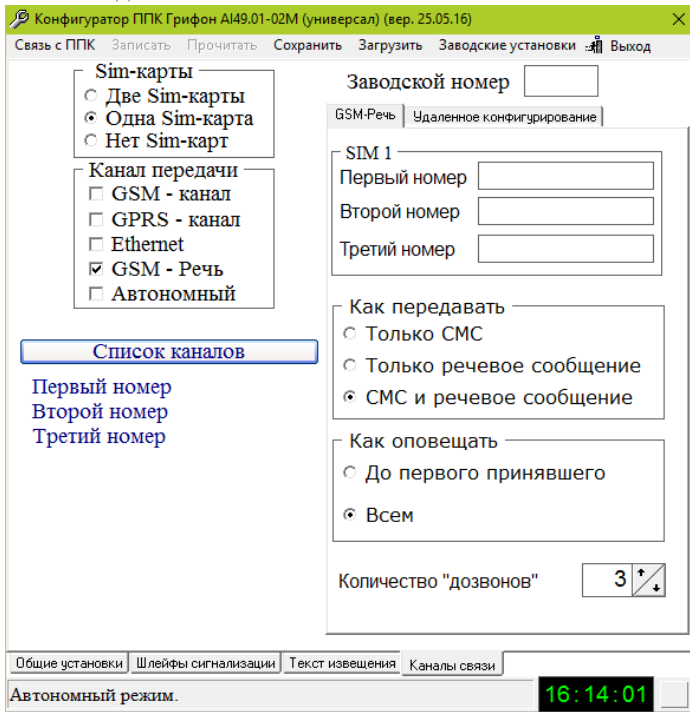 Конфигуратор ППК Грифон AI49.01-02М (универсал) (вер. 25.05.16)
Связь с ППК Записать Прочитать Сохранить Загрузить Заводские установки Выход
Sim-карты
Две Sim-карты
Одна Sim-карта
Нет Sim-карт
Канал передачи
GSM - канал
GPRS - канал
Ethernet
GSM - Речь
Автономный
Список каналов
Первый номер
Второй номер
Третий номер
Заводской номер
GSM-Речь Удаленное конфигурирование
SIM 1
Первый номер
Второй номер
Третий номер
Как передавать
Только СМС
Только речевое сообщение
СМС и речевое сообщение
Как оповещать
До первого принявшего
Всем
Количество "дозвонов" 3
Общие установки Шлейфы сигнализации Текст извещения Каналы связи
Автономный режим. 16:14:01